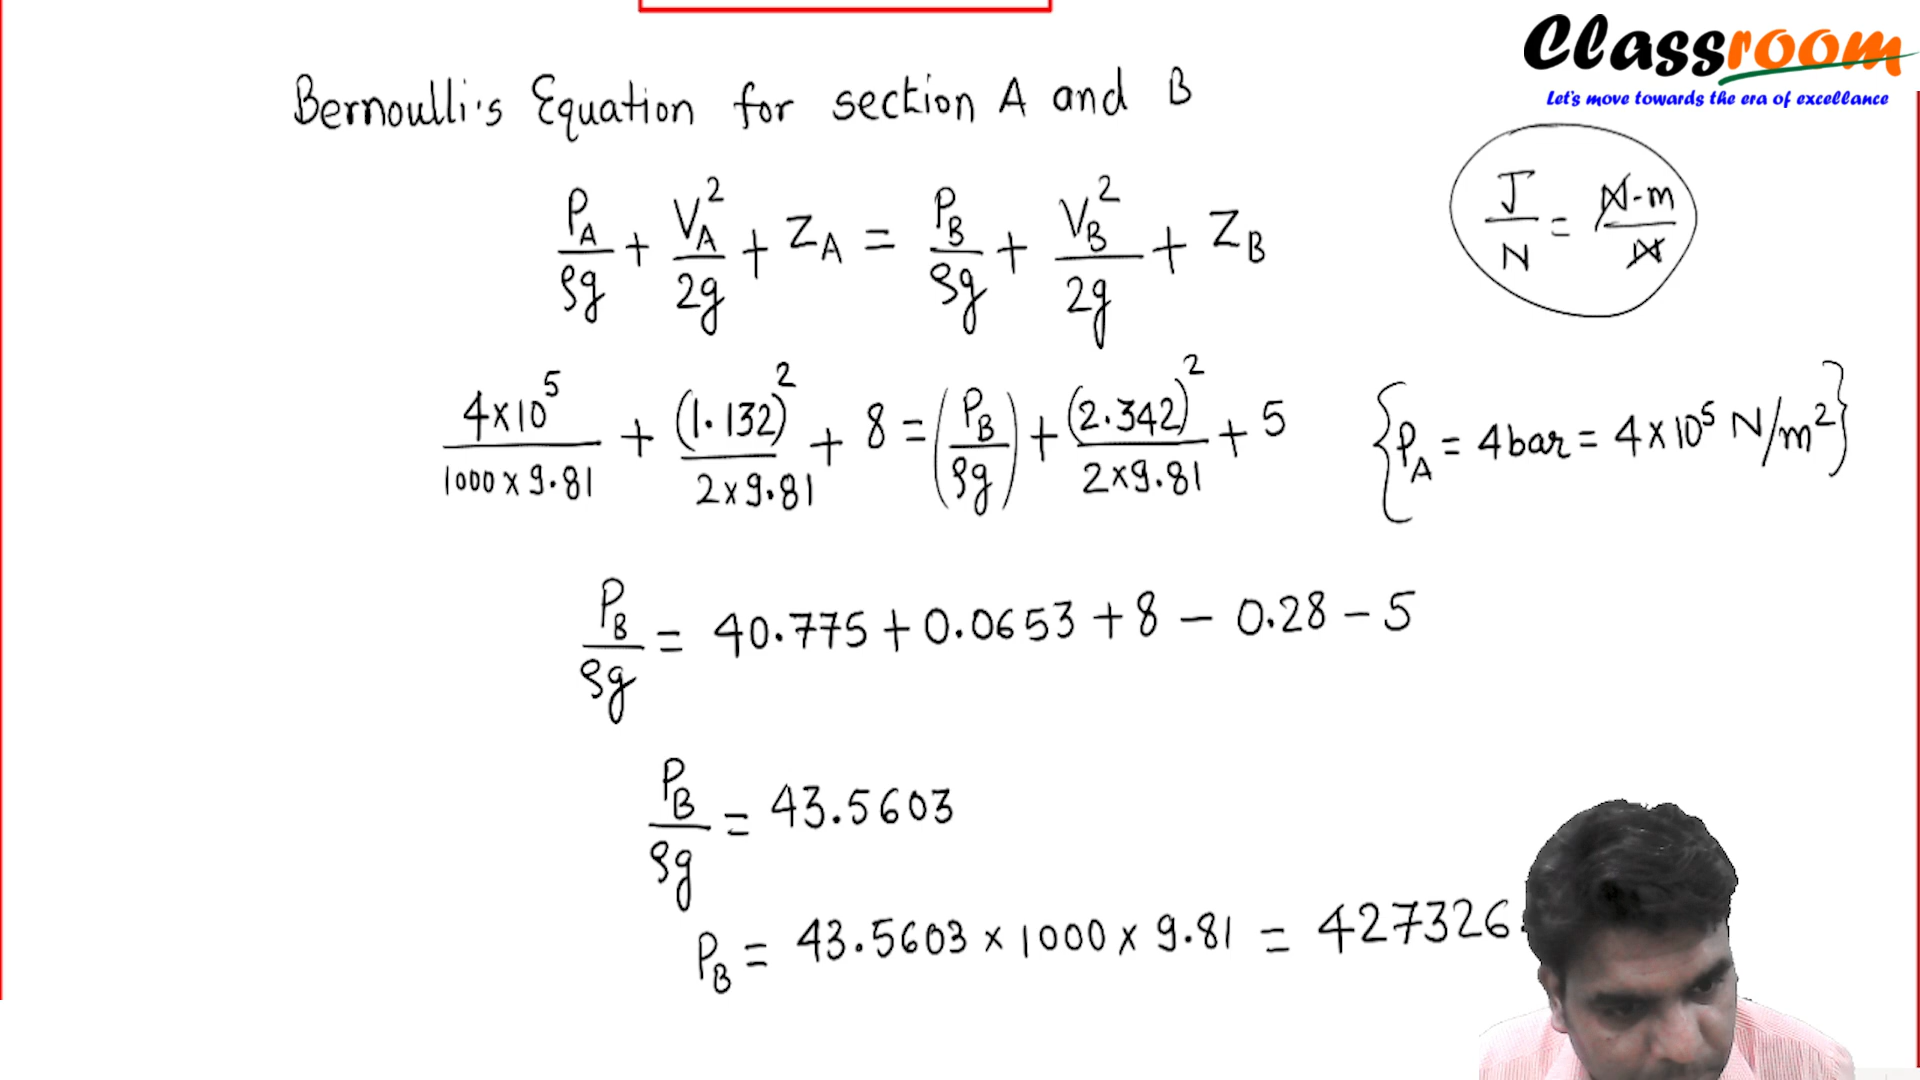 Classroom
Let's move towards the era of excellance
Bernoulli's Equation for section A and B
J/N = N-m/N
P_A/ρg + V_A²/2g + Z_A = P_B/ρg + V_B²/2g + Z_B
4×10⁵/1000×9.81 + (1.132)²/2×9.81 + 8 = (P_B/ρg) + (2.342)²/2×9.81 + 5
{P_A = 4bar = 4×10⁵ N/m²}
P_B/ρg = 40.775 + 0.0653 + 8 − 0.28 − 5
P_B/ρg = 43.5603
P_B = 43.5603 × 1000 × 9.81 = 427326